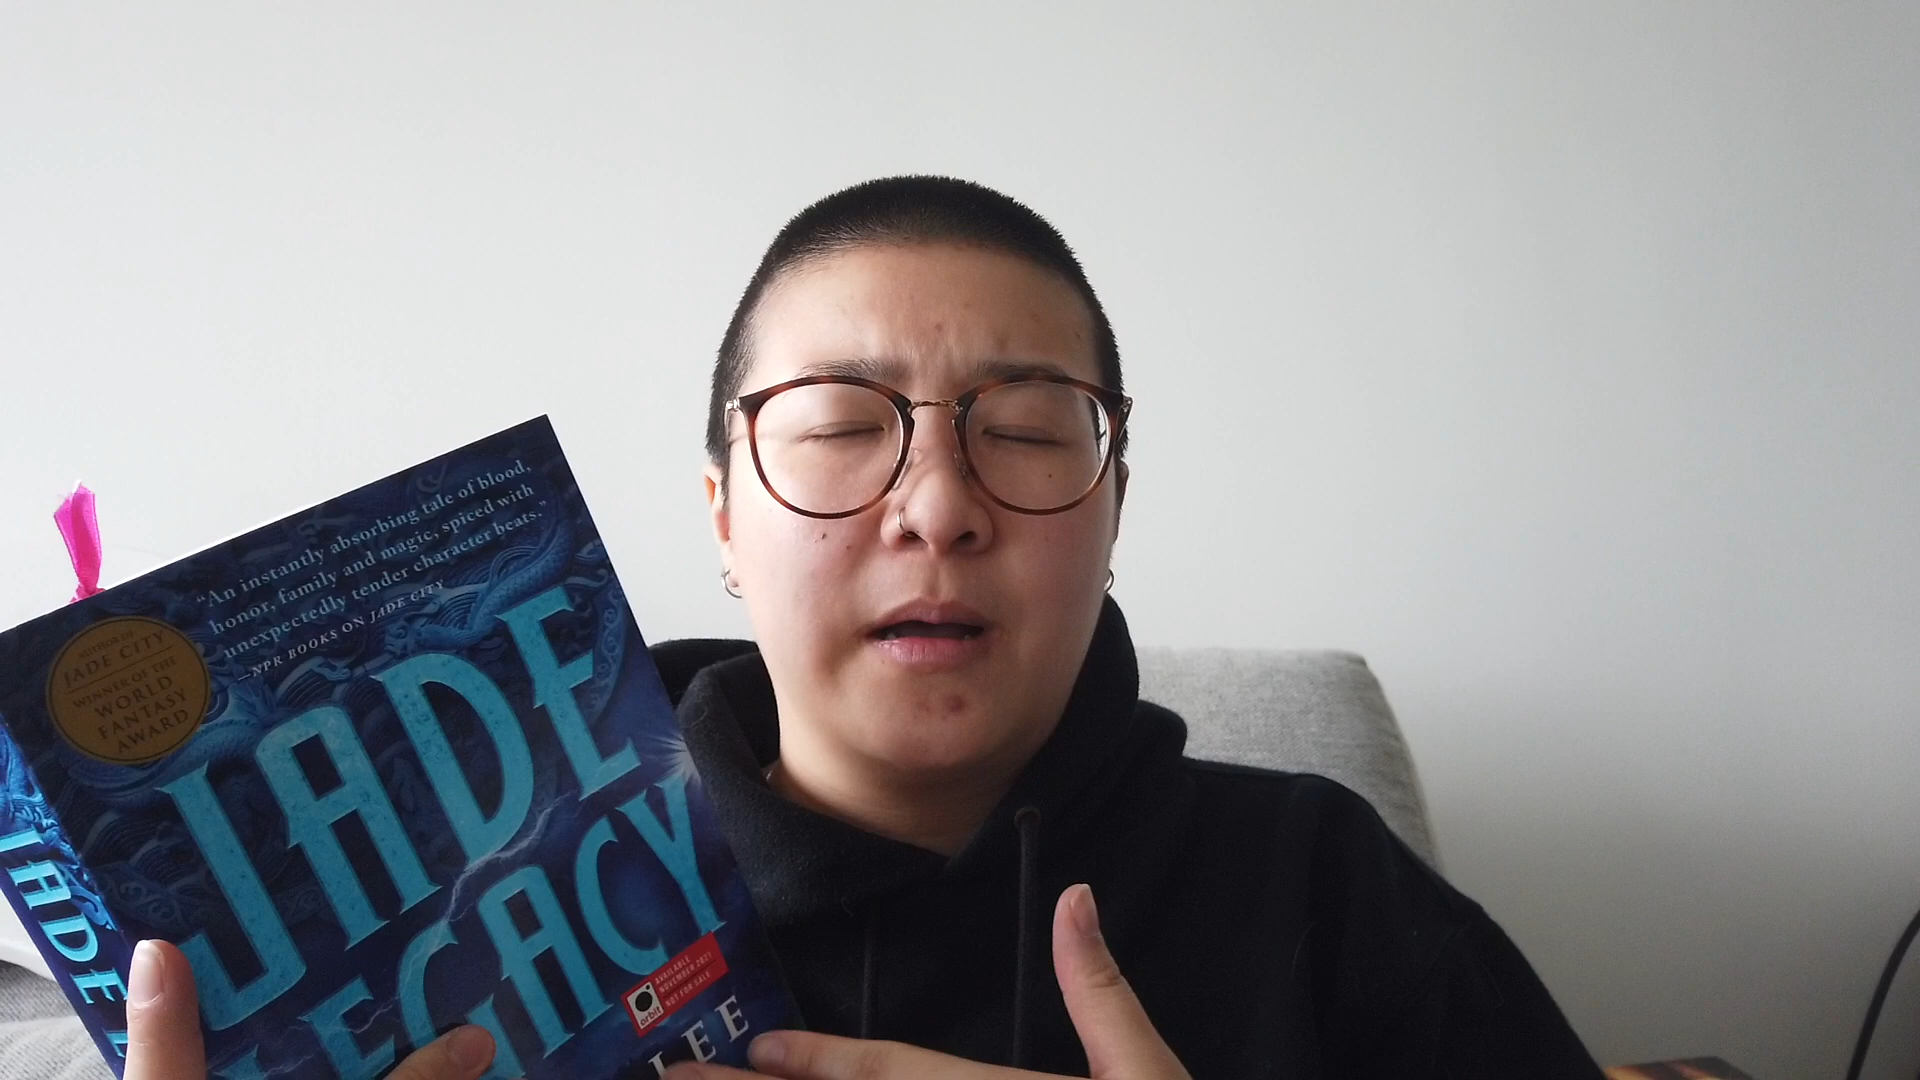 "An instantly absorbing tale of blood,
honor, family and magic, spiced with
unexpectedly tender character beats."
—NPR BOOKS ON JADE CITY
AUTHOR OF
JADE CITY
WINNER OF THE
WORLD
FANTASY
AWARD
JADE
LEGACY
AVAILABLE
NOVEMBER 2021
NOT FOR SALE
orbit
LEE
JADE